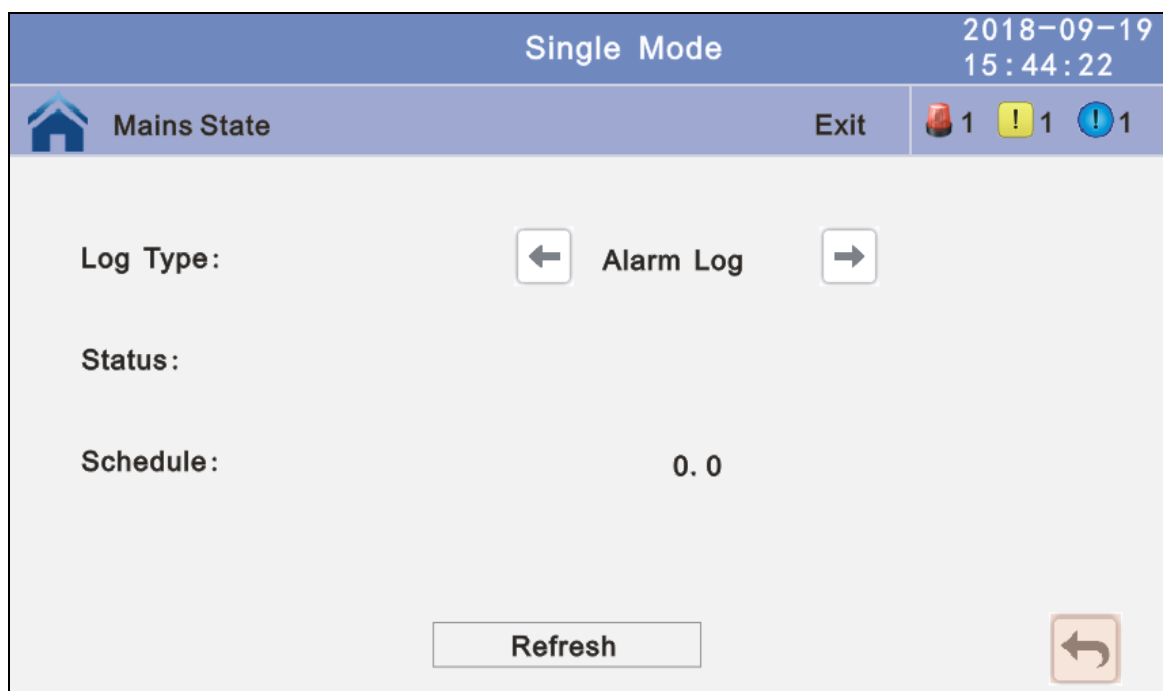 Single Mode
2018-09-19
15:44:22
Mains State
Exit
1
! 1
! 1
Log Type:
Alarm Log
Status:
Schedule:
0.0
Refresh